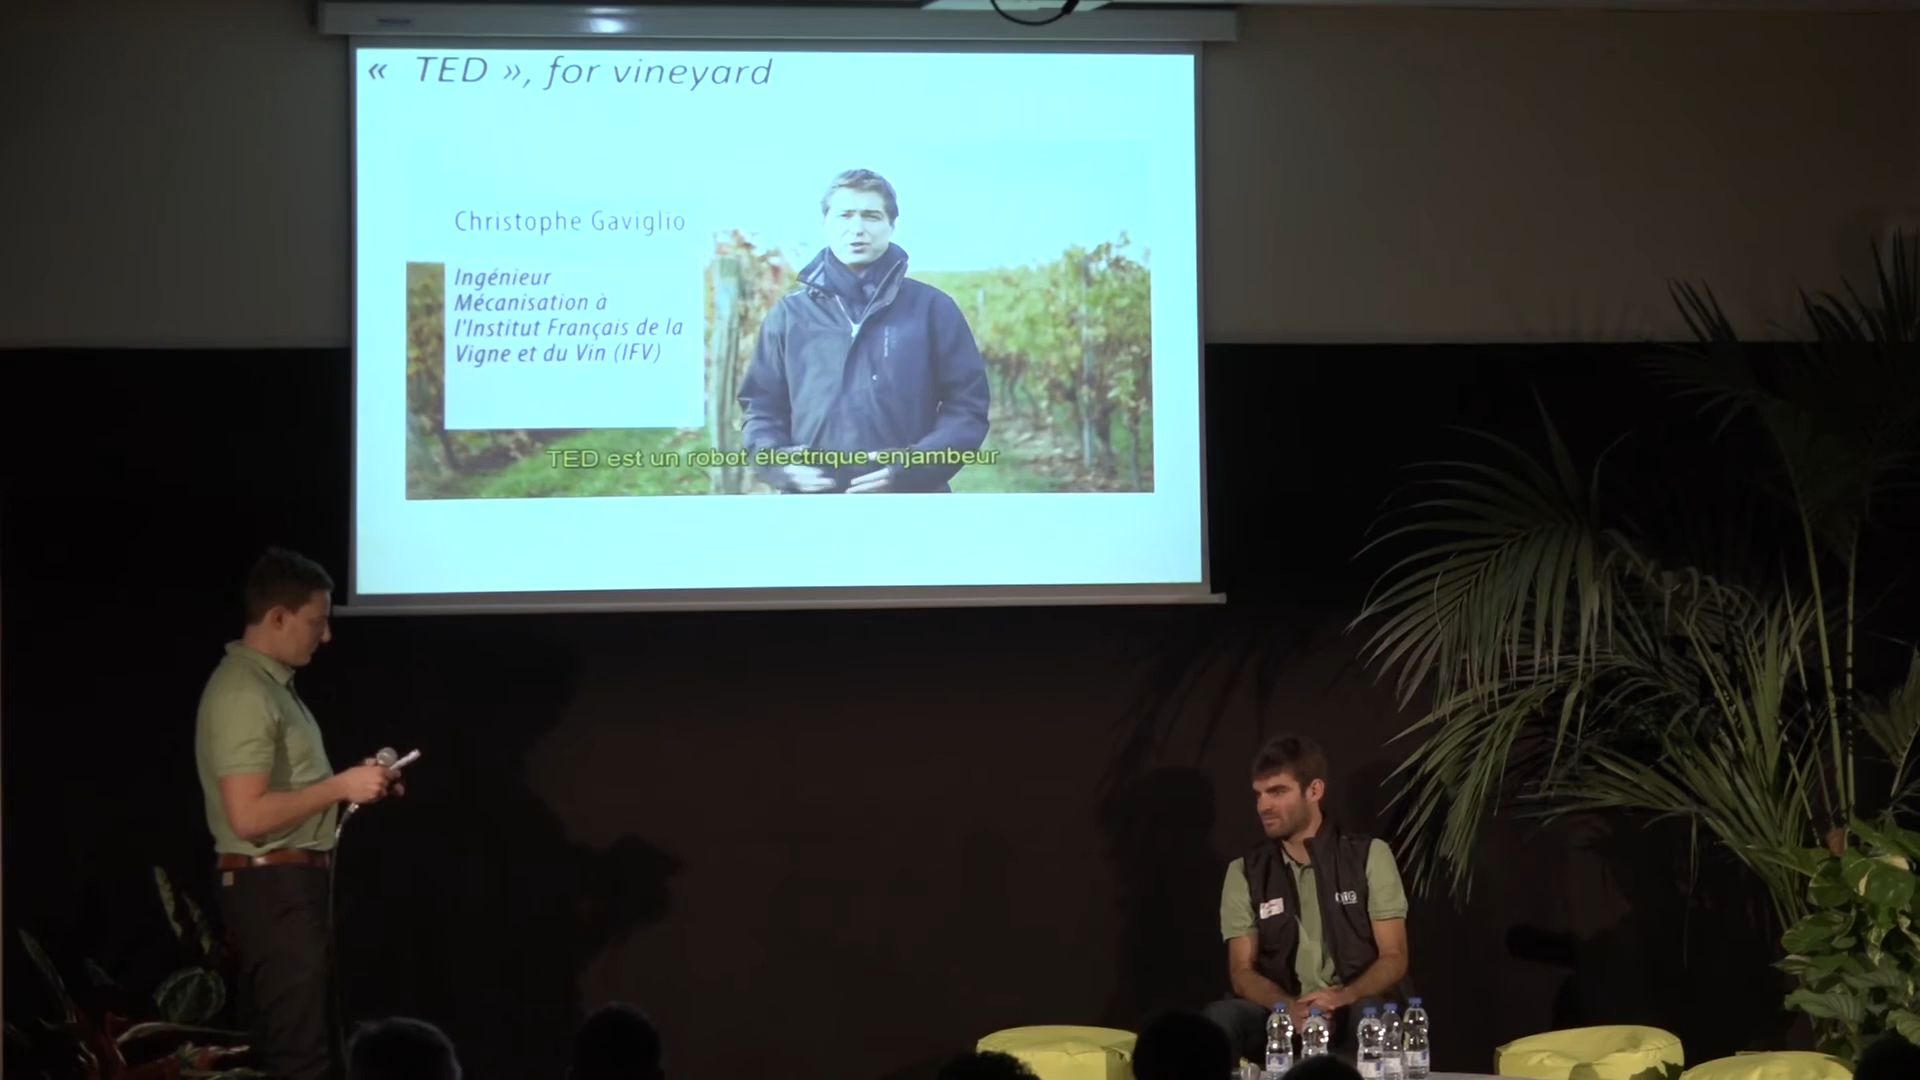 « TED », for vineyard
Christophe Gaviglio
Ingénieur
Mécanisation à
l'Institut Français de la
Vigne et du Vin (IFV)
TED est un robot électrique enjambeur